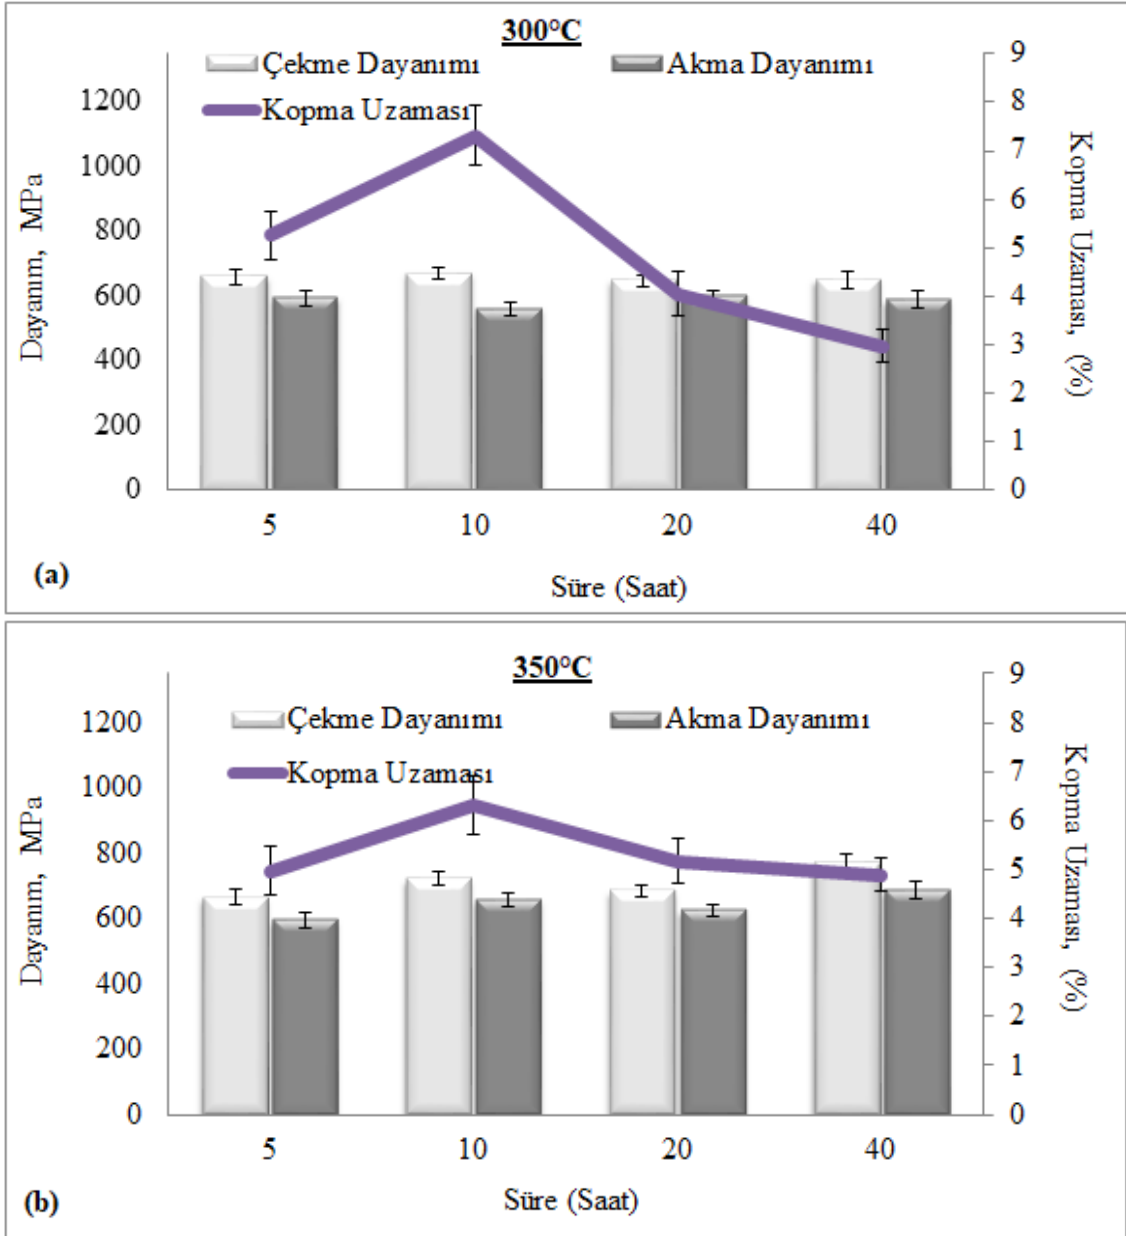 300°C
Çekme Dayanımı
Akma Dayanımı
Kopma Uzaması
Dayanım, MPa
1200
1000
800
600
400
200
0
9
8
7
6
5
4
3
2
1
0
Kopma Uzaması, (%)
5 10 20 40
Süre (Saat)
(a)
350°C
Çekme Dayanımı
Akma Dayanımı
Kopma Uzaması
Dayanım, MPa
1200
1000
800
600
400
200
0
9
8
7
6
5
4
3
2
1
0
Kopma Uzaması, (%)
5 10 20 40
Süre (Saat)
(b)